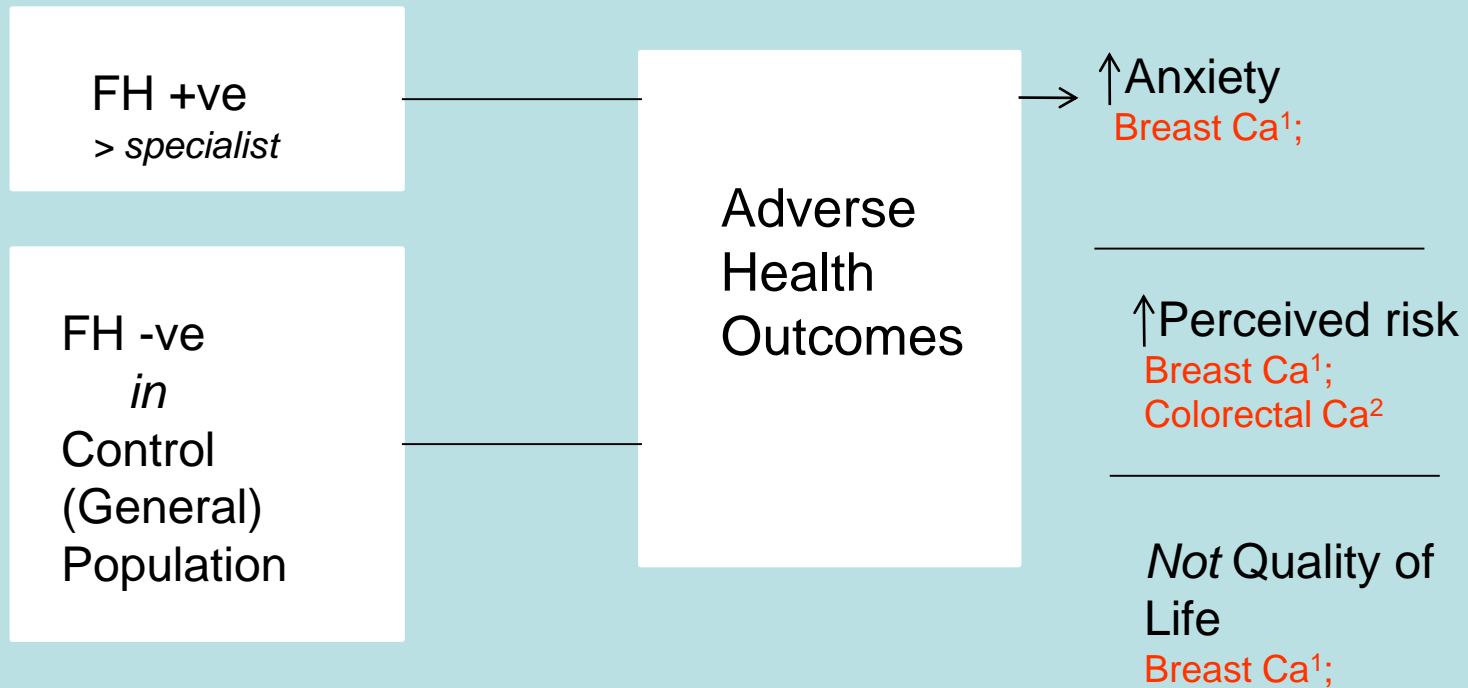 FH +ve
> specialist
FH -ve
in
Control
(General)
Population
Adverse
Health
Outcomes
↑Anxiety
Breast Ca¹;
↑Perceived risk
Breast Ca¹;
Colorectal Ca²
Not Quality of
Life
Breast Ca¹;